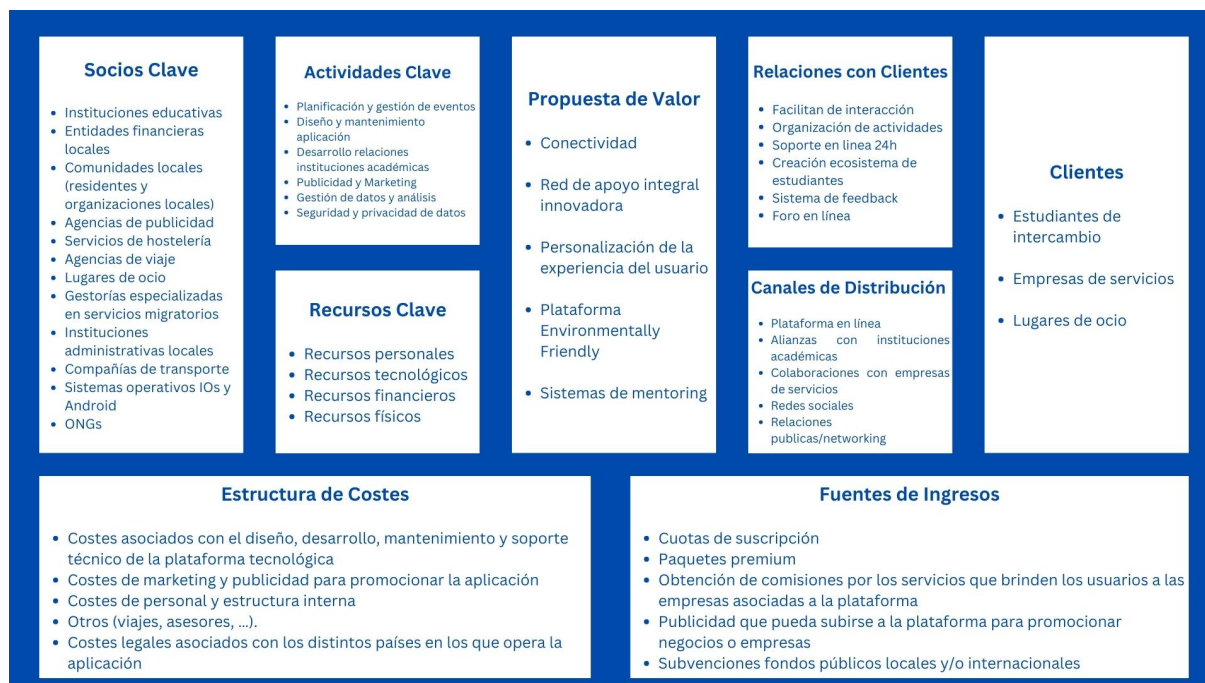 Socios Clave
• Instituciones educativas
• Entidades financieras
locales
• Comunidades locales
(residentes y
organizaciones locales)
• Agencias de publicidad
• Servicios de hostelería
• Agencias de viaje
• Lugares de ocio
• Gestorías especializadas
en servicios migratorios
• Instituciones
administrativas locales
• Compañías de transporte
• Sistemas operativos IOs y
Android
• ONGs
Actividades Clave
• Planificación y gestión de eventos
• Diseño y mantenimiento
aplicación
• Desarrollo relaciones
instituciones académicas
• Publicidad y Marketing
• Gestión de datos y análisis
• Seguridad y privacidad de datos
Recursos Clave
• Recursos personales
• Recursos tecnológicos
• Recursos financieros
• Recursos físicos
Propuesta de Valor
• Conectividad
• Red de apoyo integral
innovadora
• Personalización de la
experiencia del usuario
• Plataforma
Environmentally
Friendly
• Sistemas de mentoring
Relaciones con Clientes
• Facilitan de interacción
• Organización de actividades
• Soporte en linea 24h
• Creación ecosistema de
estudiantes
• Sistema de feedback
• Foro en línea
Canales de Distribución
• Plataforma en línea
• Alianzas con instituciones
académicas
• Colaboraciones con empresas
de servicios
• Redes sociales
• Relaciones
publicas/networking
Clientes
• Estudiantes de
intercambio
• Empresas de servicios
• Lugares de ocio
Estructura de Costes
• Costes asociados con el diseño, desarrollo, mantenimiento y soporte
técnico de la plataforma tecnológica
• Costes de marketing y publicidad para promocionar la aplicación
• Costes de personal y estructura interna
• Otros (viajes, asesores, ...).
• Costes legales asociados con los distintos países en los que opera la
aplicación
Fuentes de Ingresos
• Cuotas de suscripción
• Paquetes premium
• Obtención de comisiones por los servicios que brinden los usuarios a las
empresas asociadas a la plataforma
• Publicidad que pueda subirse a la plataforma para promocionar
negocios o empresas
• Subvenciones fondos públicos locales y/o internacionales